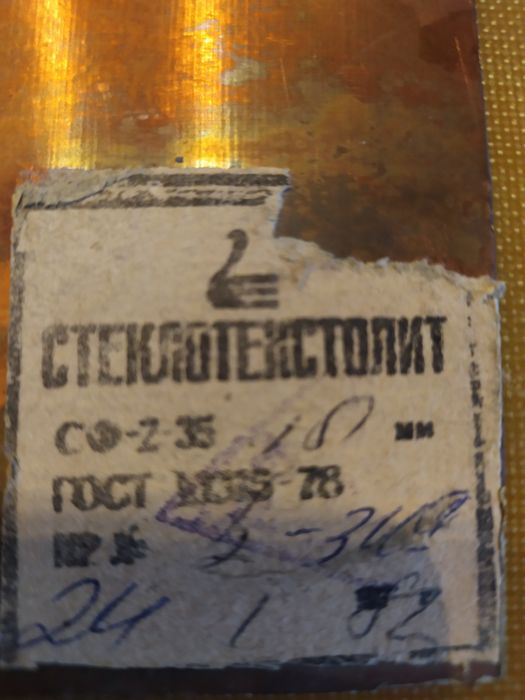 СТЕКЛОТЕКСТОЛИТ
СФ-2-35 1,0 мм
ГОСТ 10316-78
24 1 82